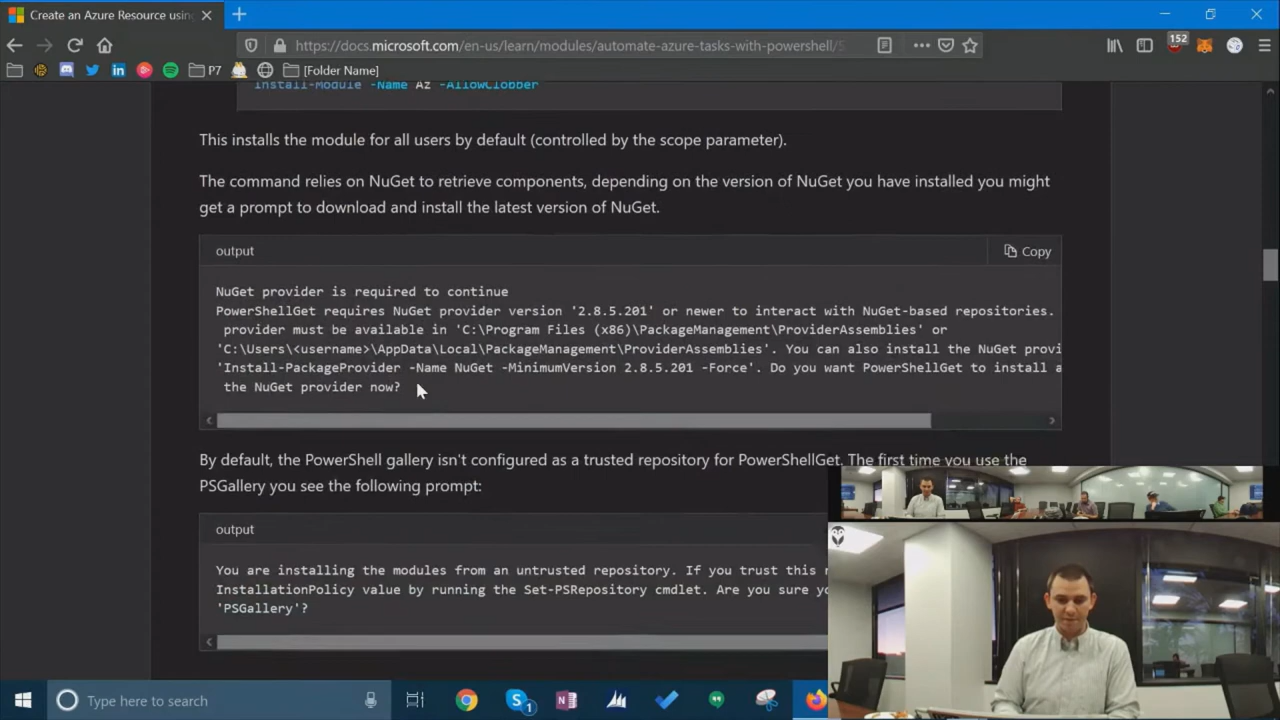 Create an Azure Resource using
https://docs.microsoft.com/en-us/learn/modules/automate-azure-tasks-with-powershell/5
152
P7
[Folder Name]
Install-Module -Name Az -AllowClobber
This installs the module for all users by default (controlled by the scope parameter).
The command relies on NuGet to retrieve components, depending on the version of NuGet you have installed you might
get a prompt to download and install the latest version of NuGet.
output
Copy
NuGet provider is required to continue
PowerShellGet requires NuGet provider version '2.8.5.201' or newer to interact with NuGet-based repositories.
provider must be available in 'C:\Program Files (x86)\PackageManagement\ProviderAssemblies' or
'C:\Users\<username>\AppData\Local\PackageManagement\ProviderAssemblies'. You can also install the NuGet provi
'Install-PackageProvider -Name NuGet -MinimumVersion 2.8.5.201 -Force'. Do you want PowerShellGet to install a
the NuGet provider now?
By default, the PowerShell gallery isn't configured as a trusted repository for PowerShellGet. The first time you use the
PSGallery you see the following prompt:
output
You are installing the modules from an untrusted repository. If you trust this
InstallationPolicy value by running the Set-PSRepository cmdlet. Are you sure
'PSGallery'?
Type here to search